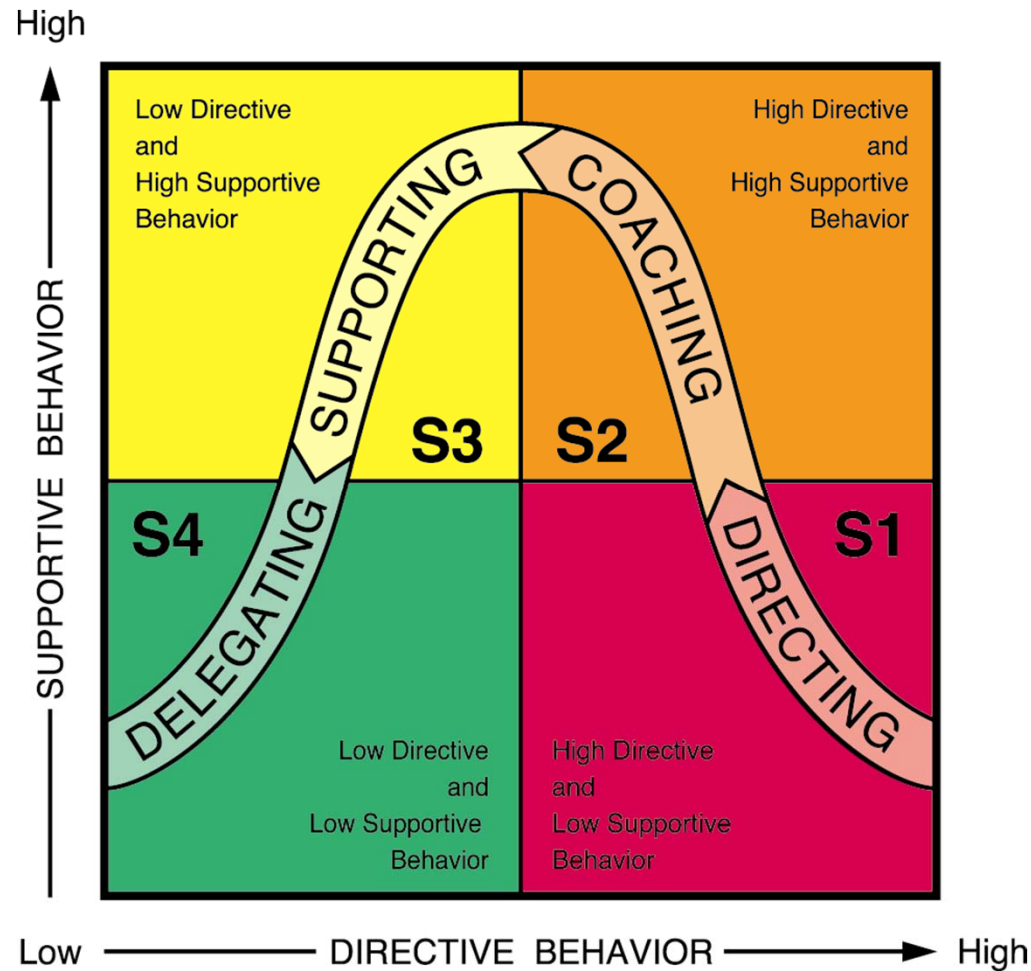 High
Low Directive
and
High Supportive
Behavior
High Directive
and
High Supportive
Behavior
SUPPORTING
COACHING
SUPPORTIVE BEHAVIOR
S3
S2
S4
S1
DELEGATING
DIRECTING
Low Directive
and
Low Supportive
Behavior
High Directive
and
Low Supportive
Behavior
Low
DIRECTIVE BEHAVIOR
High